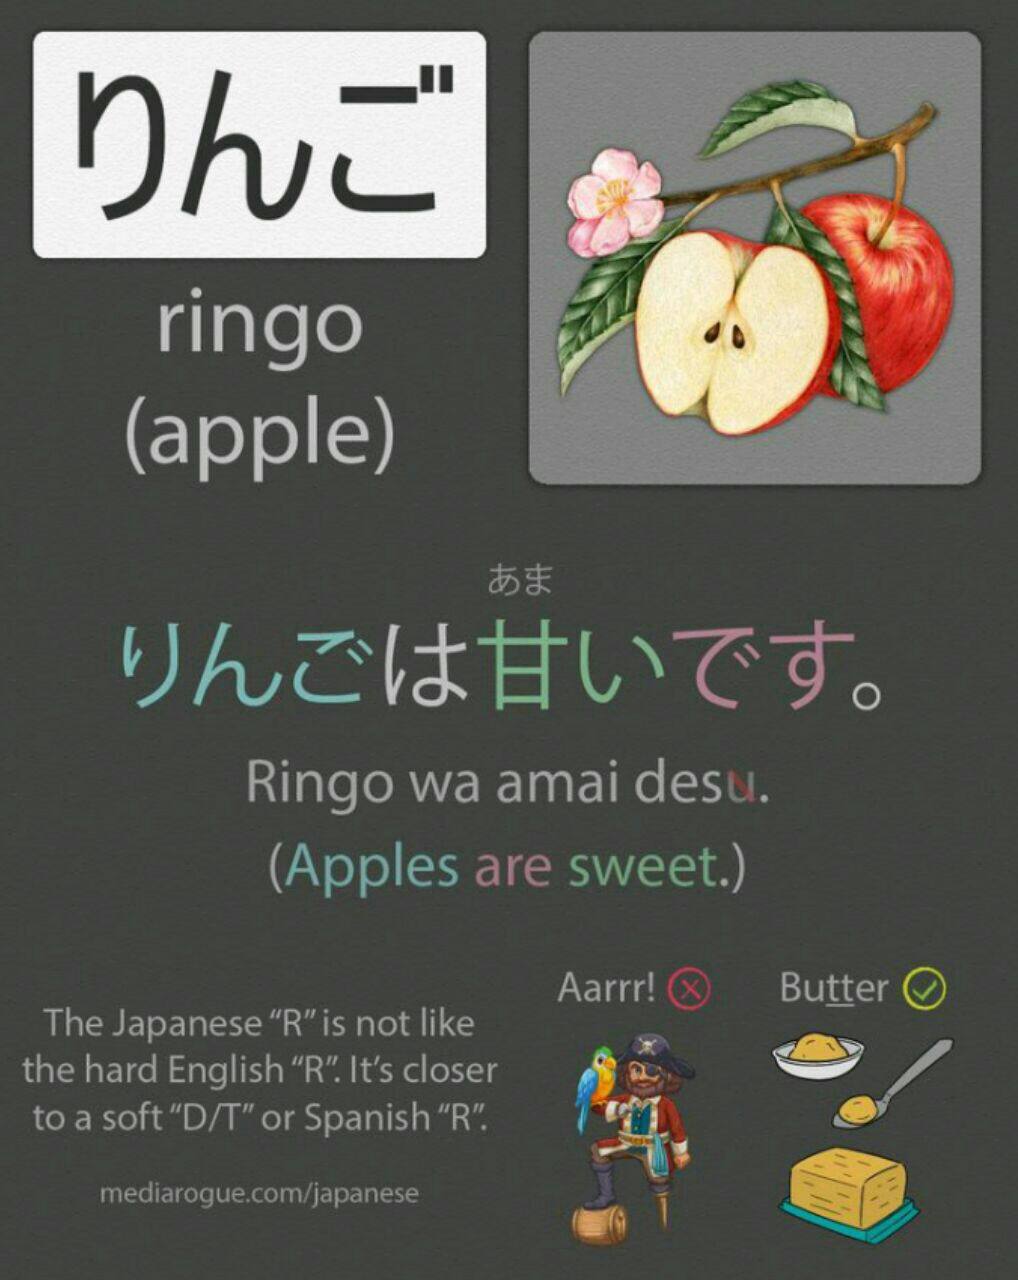 りんご
ringo
(apple)
あま
りんごは甘いです。
Ringo wa amai desu.
(Apples are sweet.)
Aarrr!
Butter
The Japanese “R” is not like
the hard English “R”. It’s closer
to a soft “D/T” or Spanish “R”.
mediarogue.com/japanese